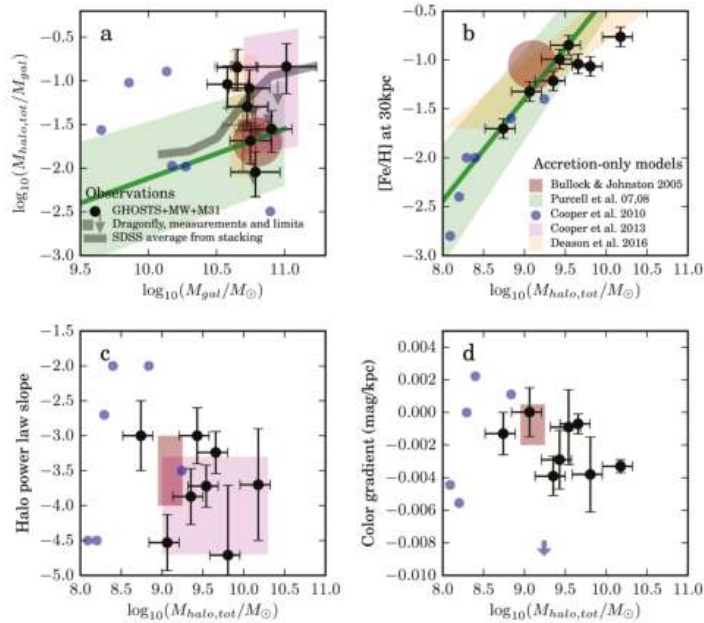 a
log10(Mhalo,tot/Mgal)
0.0
−0.5
−1.0
−1.5
−2.0
−2.5
−3.0
Observations
GHOSTS+MW+M31
Dragonfly, measurements and limits
SDSS average from stacking
9.5 10.0 10.5 11.0
log10(Mgal/M⊙)
b
[Fe/H] at 30kpc
−0.5
−1.0
−1.5
−2.0
−2.5
−3.0
Accretion-only models
Bullock & Johnston 2005
Purcell et al. 07,08
Cooper et al. 2010
Cooper et al. 2013
Deason et al. 2016
8.0 8.5 9.0 9.5 10.0 10.5 11.0
log10(Mhalo,tot/M⊙)
c
Halo power law slope
−1.5
−2.0
−2.5
−3.0
−3.5
−4.0
−4.5
−5.0
8.0 8.5 9.0 9.5 10.0 10.5 11.0
log10(Mhalo,tot/M⊙)
d
Color gradient (mag/kpc)
0.004
0.002
0.000
−0.002
−0.004
−0.006
−0.008
−0.010
8.0 8.5 9.0 9.5 10.0 10.5 11.0
log10(Mhalo,tot/M⊙)